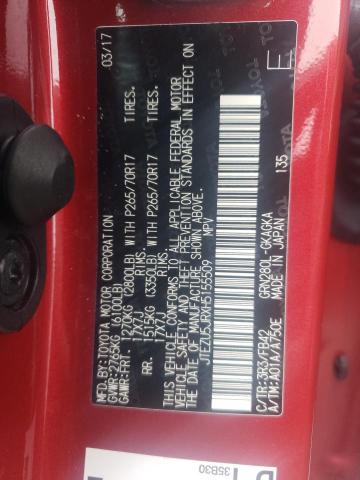 MFD.BY:TOYOTA MOTOR CORPORATION 03/17
GVWR:2765KG (6100LB)
GAWR:FRT. 1270KG (2800LB) WITH P265/70R17 TIRES.
17X7J RIMS.
RR. 1515KG (3350LB) WITH P265/70R17 TIRES.
17X7J RIMS.
THIS VEHICLE CONFORMS TO ALL APPLICABLE FEDERAL MOTOR
VEHICLE SAFETY AND THEFT PREVENTION STANDARDS IN EFFECT ON
THE DATE OF MANUFACTURE SHOWN ABOVE.
MPV
C/TR:3R3/FB42 GRN280L-GKAGKA
A/TM:A01A/A750E MADE IN JAPAN 135
E
35B30